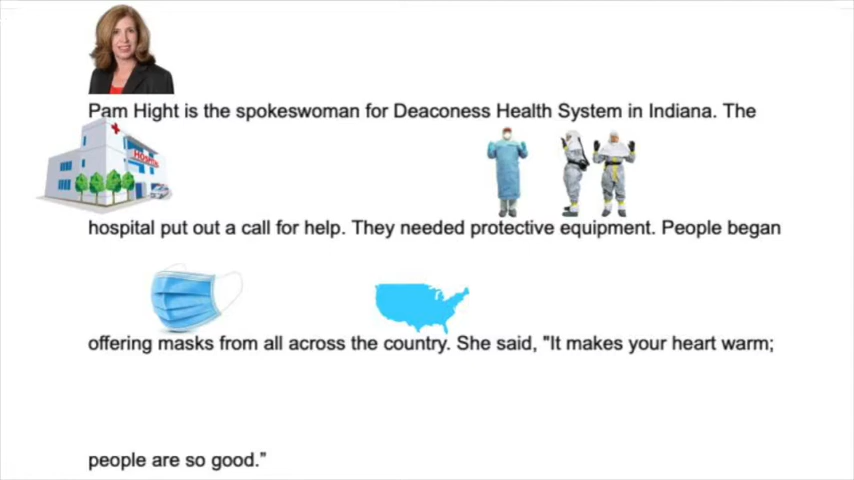 Pam Hight is the spokeswoman for Deaconess Health System in Indiana. The
HOSPITAL
hospital put out a call for help. They needed protective equipment. People began
offering masks from all across the country. She said, "It makes your heart warm;
people are so good.”